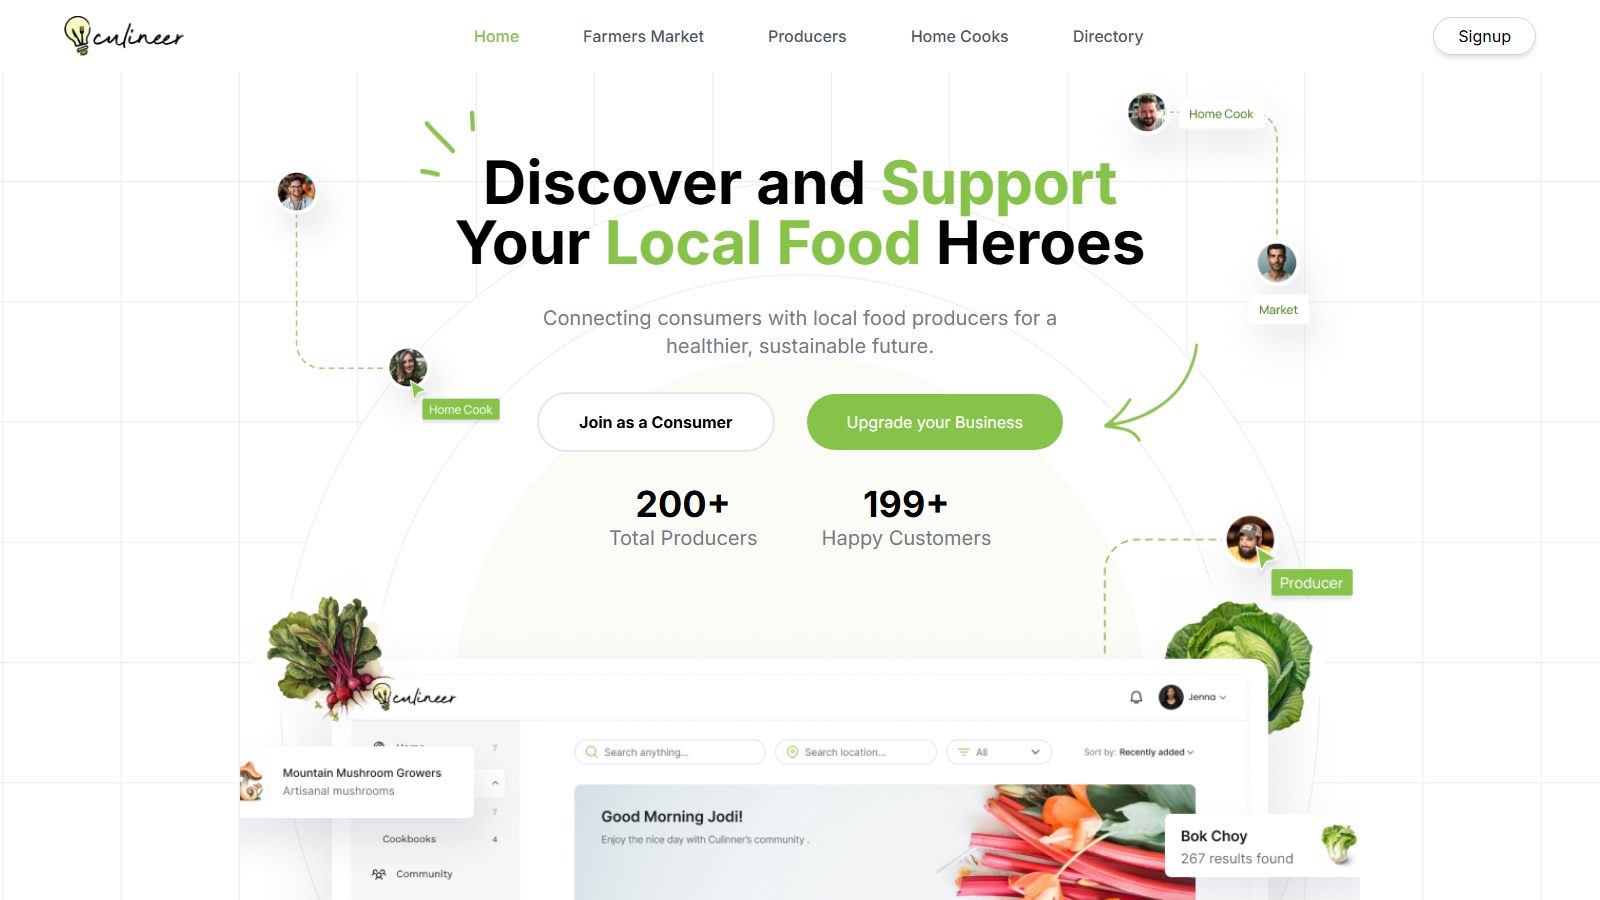 culineer
Home
Farmers Market
Producers
Home Cooks
Directory
Signup
Home Cook
Discover and Support
Your Local Food Heroes
Market
Connecting consumers with local food producers for a
healthier, sustainable future.
Home Cook
Join as a Consumer
Upgrade your Business
200+
Total Producers
199+
Happy Customers
Producer
culineer
Jenna
7
Search anything...
Search location...
All
Sort by: Recently added
Mountain Mushroom Growers
Artisanal mushrooms
7
Cookbooks
4
Community
Good Morning Jodi!
Enjoy the nice day with Culinner's community .
Bok Choy
267 results found